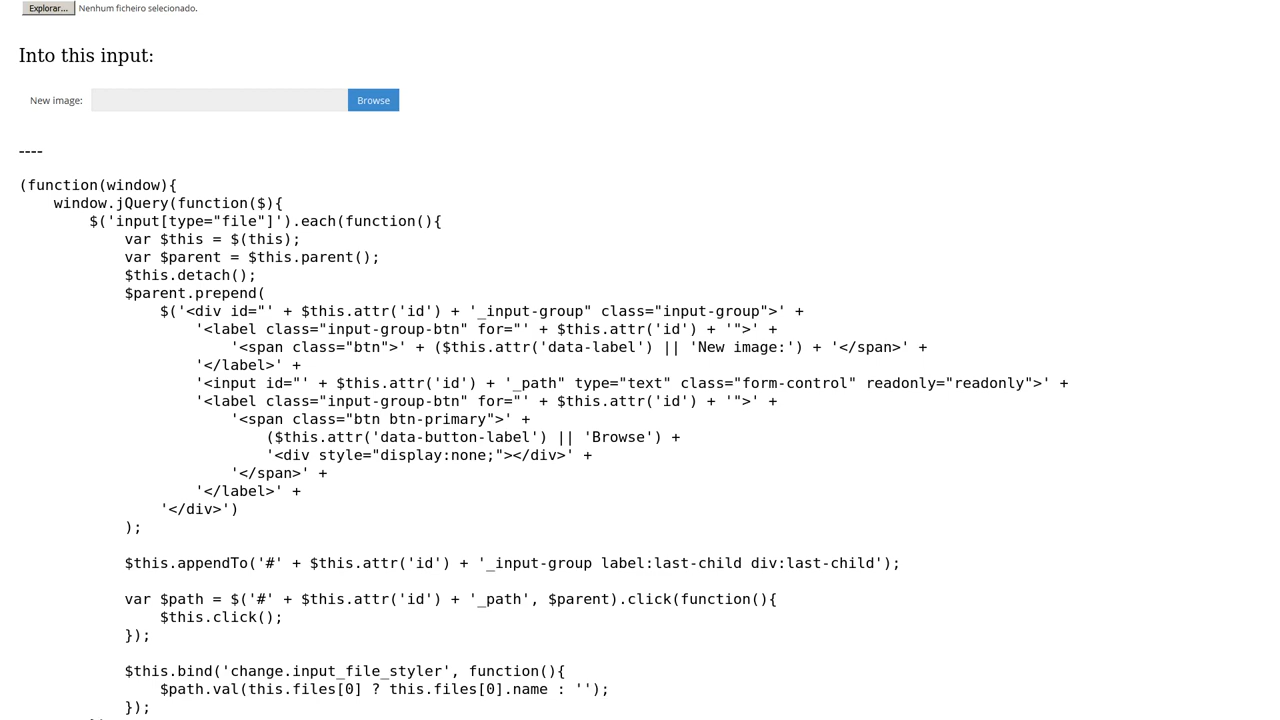 Explorar... Nenhum ficheiro selecionado.
Into this input:
New image: Browse
----
(function(window){
    window.jQuery(function($){
        $('input[type="file"]').each(function(){
            var $this = $(this);
            var $parent = $this.parent();
            $this.detach();
            $parent.prepend(
                $('<div id="' + $this.attr('id') + '_input-group" class="input-group">' +
                    '<label class="input-group-btn" for="' + $this.attr('id') + '">' +
                        '<span class="btn">' + ($this.attr('data-label') || 'New image:') + '</span>' +
                    '</label>' +
                    '<input id="' + $this.attr('id') + '_path" type="text" class="form-control" readonly="readonly">' +
                    '<label class="input-group-btn" for="' + $this.attr('id') + '">' +
                        '<span class="btn btn-primary">' +
                            ($this.attr('data-button-label') || 'Browse') +
                            '<div style="display:none;"></div>' +
                        '</span>' +
                    '</label>' +
                '</div>')
            );

            $this.appendTo('#' + $this.attr('id') + '_input-group label:last-child div:last-child');

            var $path = $('#' + $this.attr('id') + '_path', $parent).click(function(){
                $this.click();
            });

            $this.bind('change.input_file_styler', function(){
                $path.val(this.files[0] ? this.files[0].name : '');
            });